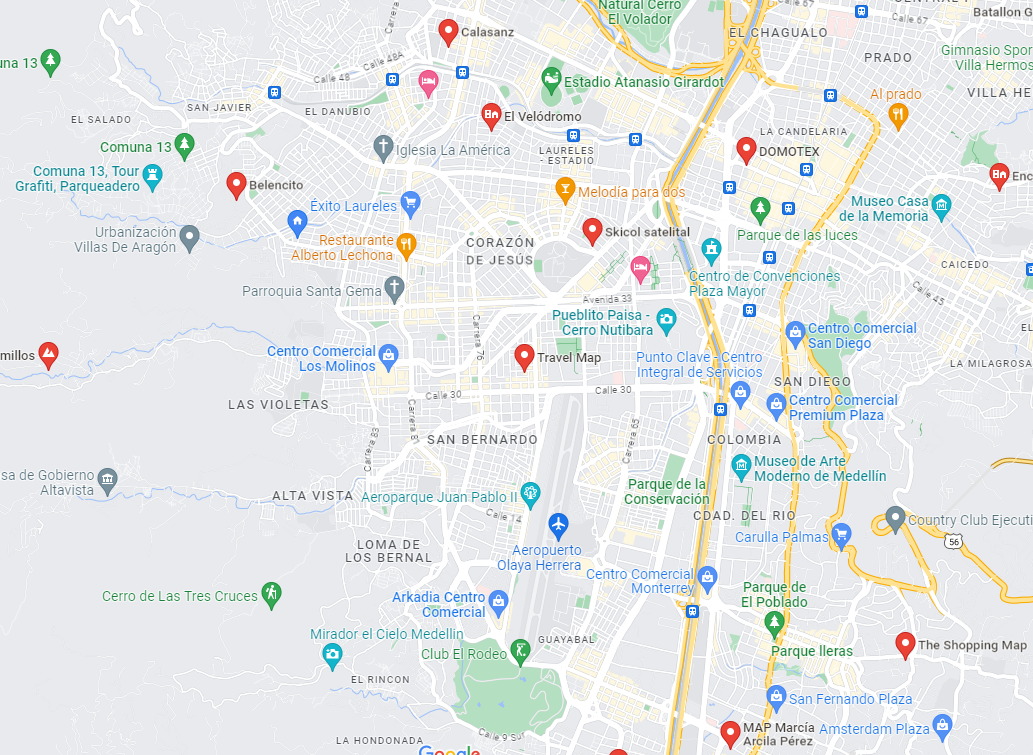 Natural Cerro
El Volador
Carrera
Calle 67
Calle 67
Batallon G
Calasanz
EL CHAGUALO
Gimnasio Spor
Villa Hermos
PRADO
una 13
Calle 48A
Calle 48
Estadio Atanasio Girardot
Al prado
VILLA HE
SAN JAVIER
EL DANUBIO
EL SALADO
El Velódromo
LA CANDELARIA
Comuna 13
Iglesia La América
LAURELES
- ESTADIO
DOMOTEX
Comuna 13, Tour
Grafiti, Parqueadero
Belencito
Melodía para dos
Enc
Museo Casa
de la Memoria
Éxito Laureles
Urbanización
Villas De Aragón
Restaurante
Alberto Lechona
CORAZÓN
DE JESÚS
Skicol satelital
Parque de las luces
CAICEDO
Centro de Convenciones
Plaza Mayor
Parroquia Santa Gema
Avenida 33
Calle 45
Pueblito Paisa -
Cerro Nutibara
Carrera 76
Centro Comercial
San Diego
EL
millos
Centro Comercial
Los Molinos
Travel Map
Punto Clave - Centro
Integral de Servicios
LA MILAGROSA
SAN DIEGO
Calle 30
Calle 30
LAS VIOLETAS
Centro Comercial
Premium Plaza
Carrera 83
Carrera 8
Carrera 65
SAN BERNARDO
COLOMBIA
Museo de Arte
Moderno de Medellín
sa de Gobierno
Altavista
Parque de la
Conservación
ALTA VISTA
Aeroparque Juan Pablo II
Calle 14
CDAD. DEL RIO
Country Club Ejecuti
Carulla Palmas
56
LOMA DE
LOS BERNAL
Aeropuerto
Olaya Herrera
Centro Comercial
Monterrey
Parque de
El Poblado
Cerro de Las Tres Cruces
Arkadia Centro
Comercial
Mirador el Cielo Medellin
GUAYABAL
Club El Rodeo
Parque lleras
The Shopping Map
EL RINCON
San Fernando Plaza
MAP Marcía
Arcila Pérez
Amsterdam Plaza
Calle 9 Sur
LA HONDONADA
Google